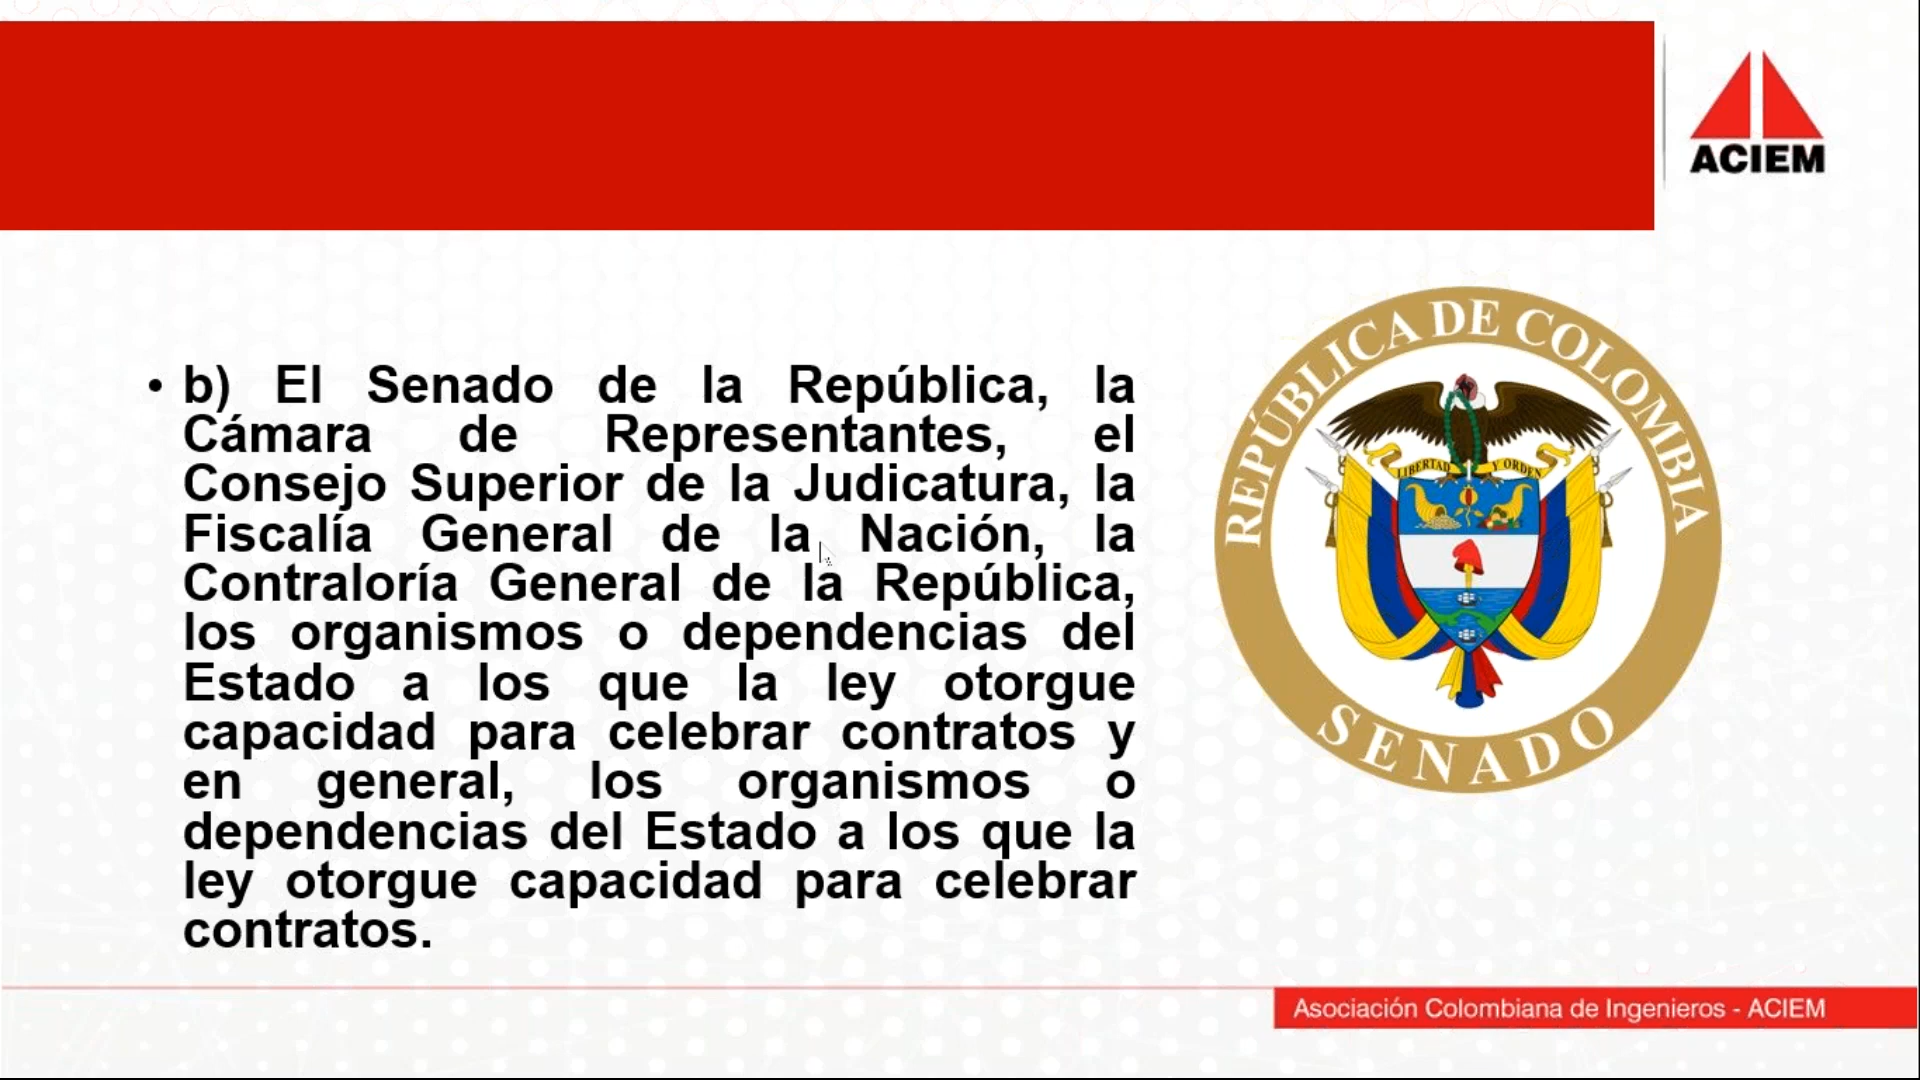 ACIEM
• b) El Senado de la República, la
Cámara de Representantes, el
Consejo Superior de la Judicatura, la
Fiscalía General de la Nación, la
Contraloría General de la República,
los organismos o dependencias del
Estado a los que la ley otorgue
capacidad para celebrar contratos y
en general, los organismos o
dependencias del Estado a los que la
ley otorgue capacidad para celebrar
contratos.
REPÚBLICA DE COLOMBIA
LIBERTAD Y ORDEN
SENADO
Asociación Colombiana de Ingenieros - ACIEM